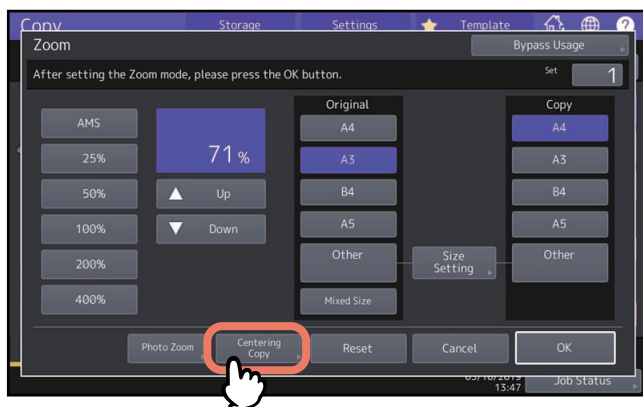 Copy Storage Settings Template ?
Zoom Bypass Usage
After setting the Zoom mode, please press the OK button. Set 1
Original Copy
AMS A4 A4
25% 71 % A3 A3
50% Up B4 B4
100% Down A5 A5
200% Other Size Setting Other
400% Mixed Size
Photo Zoom Centering Copy Reset Cancel OK
13:47 Job Status